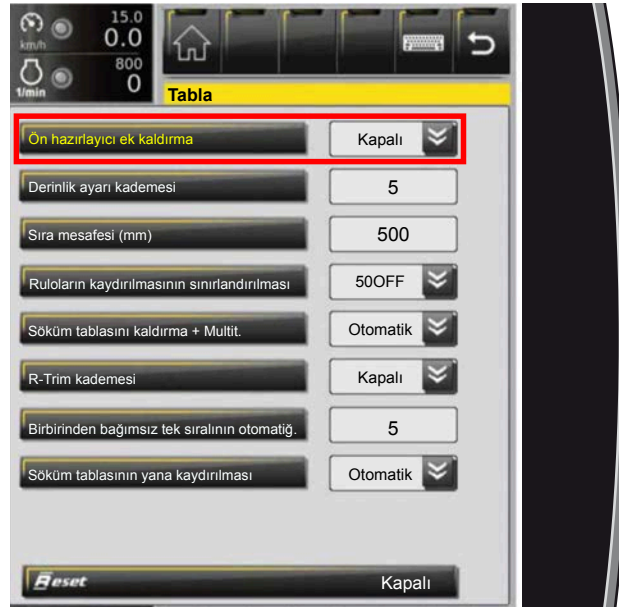 km/h 15.0
0.0
1/min 800
0
Tabla
Ön hazırlayıcı ek kaldırma Kapalı
Derinlik ayarı kademesi 5
Sıra mesafesi (mm) 500
Ruloların kaydırılmasının sınırlandırılması 50OFF
Söküm tablasını kaldırma + Multit. Otomatik
R-Trim kademesi Kapalı
Birbirinden bağımsız tek sıralının otomatiğ. 5
Söküm tablasının yana kaydırılması Otomatik
Reset Kapalı